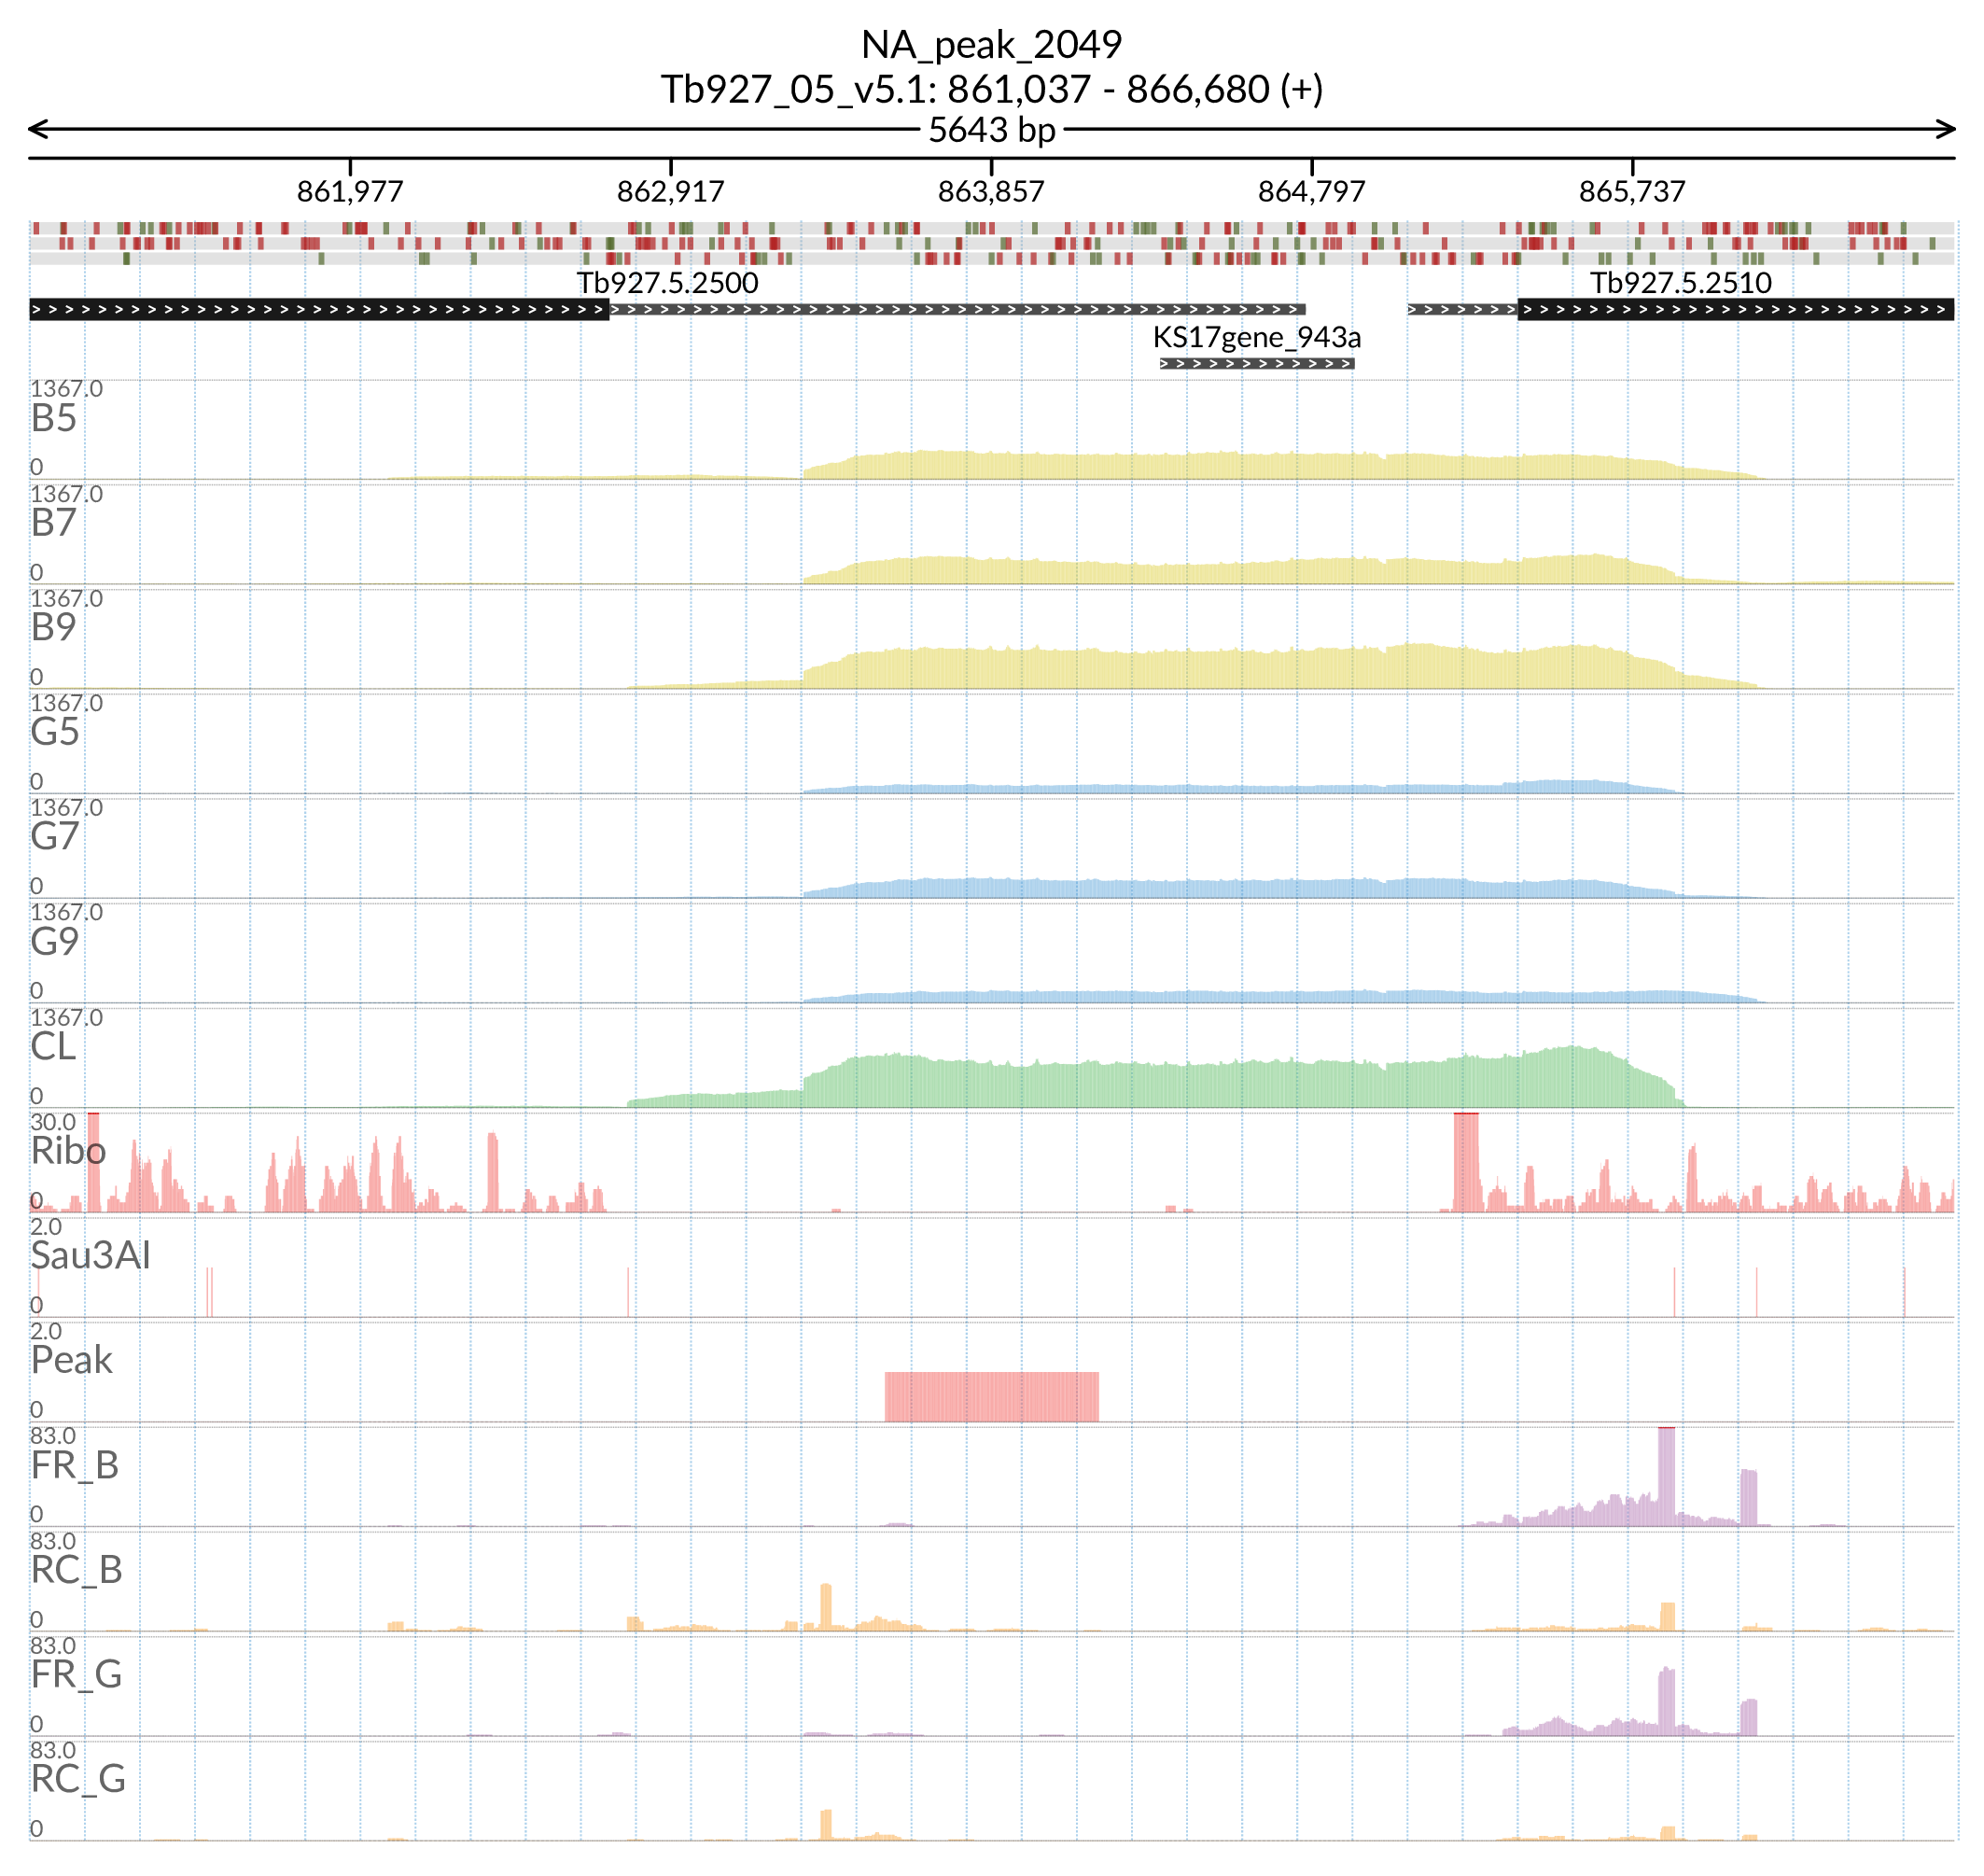 NA_peak_2049
Tb927_05_v5.1: 861,037 - 866,680 (+)
5643 bp
861,977 862,917 863,857 864,797 865,737
Tb927.5.2500 Tb927.5.2510
KS17gene_943a
1367.0
B5
0
1367.0
B7
0
1367.0
B9
0
1367.0
G5
0
1367.0
G7
0
1367.0
G9
0
1367.0
CL
0
30.0
Ribo
0
2.0
Sau3AI
0
2.0
Peak
0
83.0
FR_B
0
83.0
RC_B
0
83.0
FR_G
0
83.0
RC_G
0